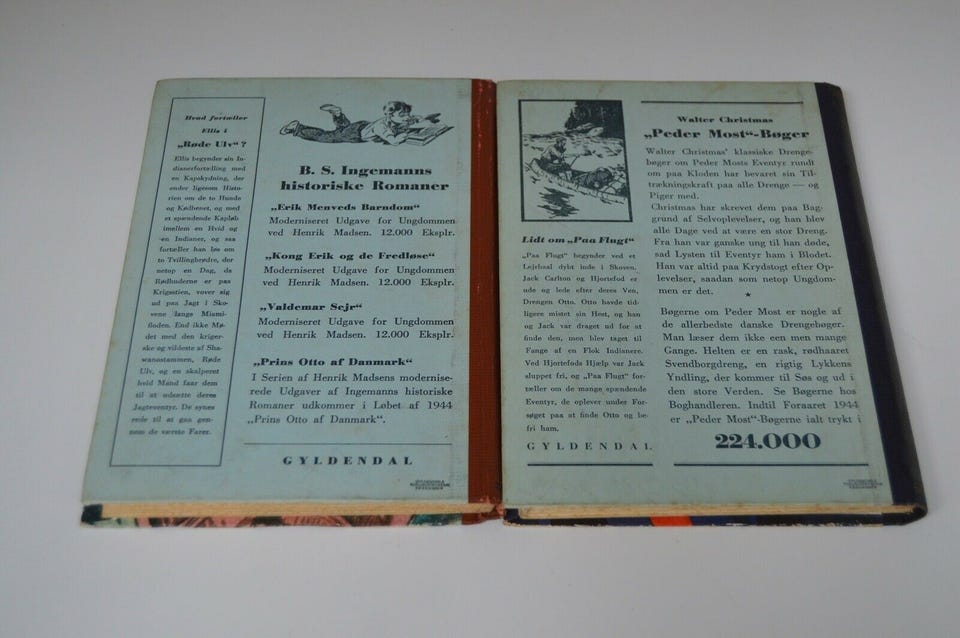 Hvad fortæller
Ellis i
„Røde Ulv“?
Ellis begynder sin In-
dianerfortælling med
en Kapskydning, der
ender ligesom Histo-
rien om de to Hunde
og Kødbenet, og med
et spændende Kapløb
imellem en Hvid og
en Indianer, og saa
fortæller han løs om
to Tvillingbrødre, der
netop en Dag, da
Rødhuderne er paa
Krigsstien, vover sig
ud paa Jagt i Sko-
vene langs Miami-
floden. End ikke Mø-
det med den kriger-
ske og vildeste af Sha-
wanostammen, Røde
Ulv, og en skalperet
hvid Mand faar dem
til at udsætte deres
Jagteventyr. De synes
rede til at gaa gen-
nem de værste Farer.
B. S. Ingemanns
historiske Romaner
„Erik Menveds Barndom“
Moderniseret Udgave for Ungdommen
ved Henrik Madsen. 12.000 Eksplr.
„Kong Erik og de Fredløse“
Moderniseret Udgave for Ungdommen
ved Henrik Madsen. 12.000 Eksplr.
„Valdemar Sejr“
Moderniseret Udgave for Ungdommen
ved Henrik Madsen. 12.000 Eksplr.
„Prins Otto af Danmark“
I Serien af Henrik Madsens modernise-
rede Udgaver af Ingemanns historiske
Romaner udkommer i Løbet af 1944
„Prins Otto af Danmark“.
GYLDENDAL
Lidt om „Paa Flugt“
„Paa Flugt“ begynder ved et
Lejrbaal dybt inde i Skoven.
Jack Carlton og Hjortefod er
ude og lede efter deres Ven,
Drengen Otto. Otto havde tid-
ligere mistet sin Hest, og han
og Jack var draget ud for at
finde den, men blev taget til
Fange af en Flok Indianere.
Ved Hjortefods Hjælp var Jack
sluppet fri, og „Paa Flugt“ for-
tæller om de mange spændende
Eventyr, de oplever under For-
søget paa at finde Otto og be-
fri ham.
GYLDENDAL
Walter Christmas
„Peder Most“-Bøger
Walter Christmas' klassiske Drenge-
bøger om Peder Mosts Eventyr rundt
om paa Kloden har bevaret sin Til-
trækningskraft paa alle Drenge — og
Piger med.
Christmas har skrevet dem paa Bag-
grund af Selvoplevelser, og han blev
alle Dage ved at være en stor Dreng.
Fra han var ganske ung til han døde,
sad Lysten til Eventyr ham i Blodet.
Han var altid paa Krydstogt efter Op-
levelser, saadan som netop Ungdom-
men er det.
★
Bøgerne om Peder Most er nogle af
de allerbedste danske Drengebøger.
Man læser dem ikke een men mange
Gange. Helten er en rask, rødhaaret
Svendborgdreng, en rigtig Lykkens
Yndling, der kommer til Søs og ud i
den store Verden. Se Bøgerne hos
Boghandleren. Indtil Foraaret 1944
er „Peder Most“-Bøgerne ialt trykt i
224.000